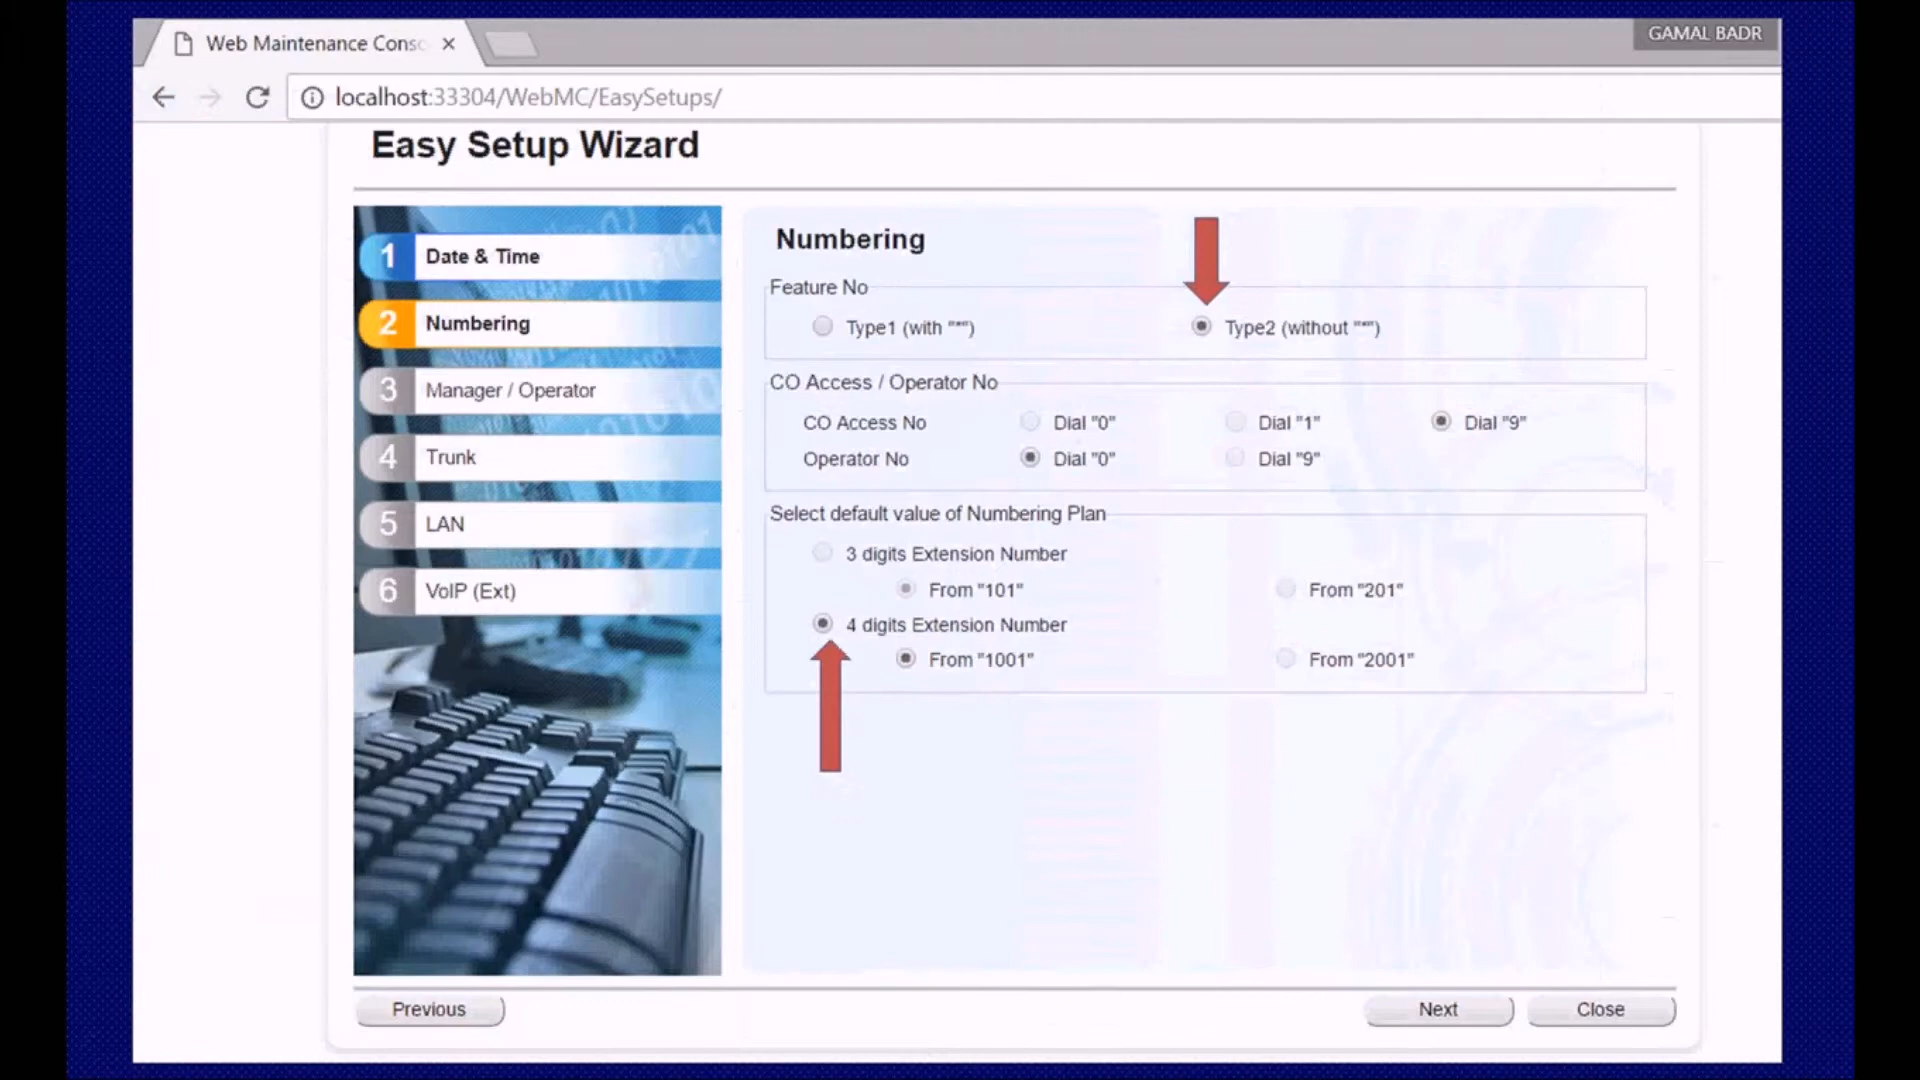 GAMAL BADR
Web Maintenance Conso
localhost:33304/WebMC/EasySetups/
Easy Setup Wizard
1 Date & Time
2 Numbering
3 Manager / Operator
4 Trunk
5 LAN
6 VoIP (Ext)
Numbering
Feature No
Type1 (with "*") Type2 (without "*")
CO Access / Operator No
CO Access No Dial "0" Dial "1" Dial "9"
Operator No Dial "0" Dial "9"
Select default value of Numbering Plan
3 digits Extension Number
From "101" From "201"
4 digits Extension Number
From "1001" From "2001"
Previous Next Close